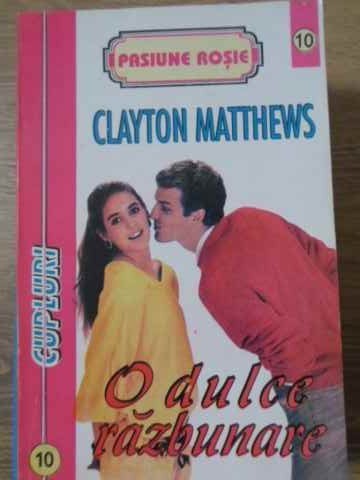 PASIUNE ROȘIE
10
CLAYTON MATTHEWS
CUPLURI
O dulce
răzbunare
10